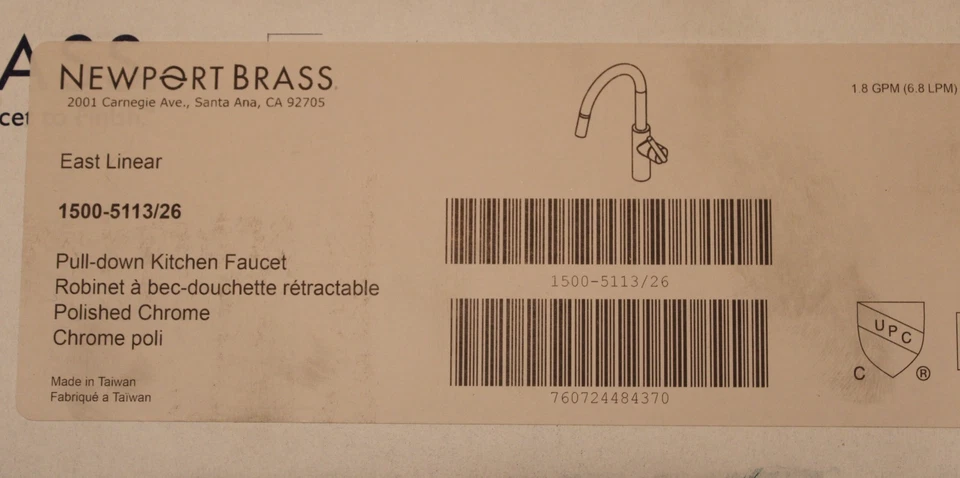 NEWPORT BRASS
2001 Carnegie Ave., Santa Ana, CA 92705
1.8 GPM (6.8 LPM)
East Linear
1500-5113/26
1500-5113/26
Pull-down Kitchen Faucet
Robinet à bec-douchette rétractable
Polished Chrome
Chrome poli
Made in Taiwan
Fabriqué a Taïwan
760724484370
UPC
C ®